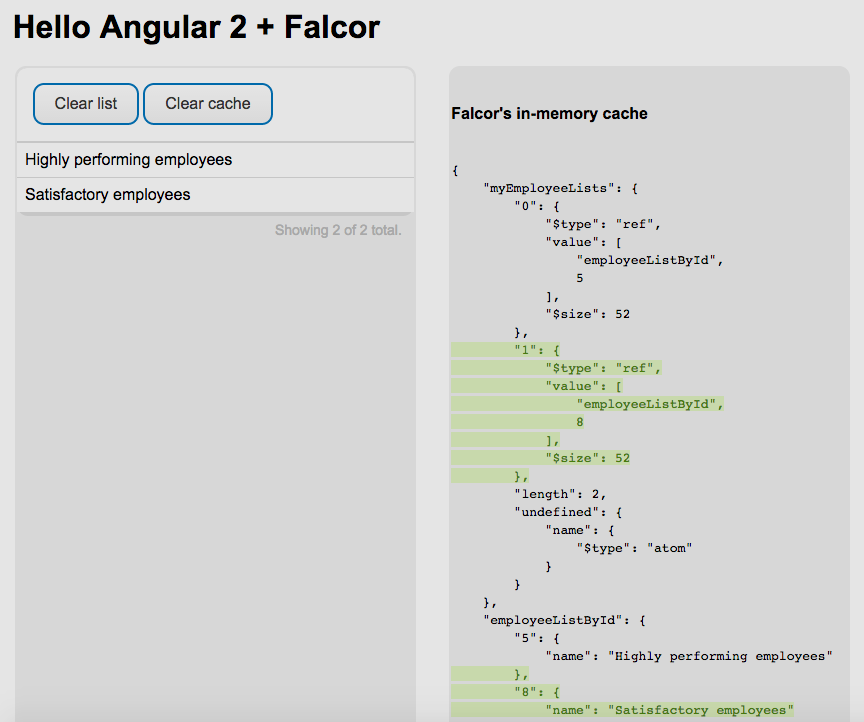 Hello Angular 2 + Falcor
Clear list
Clear cache
Highly performing employees
Satisfactory employees
Showing 2 of 2 total.
Falcor's in-memory cache
{
    "myEmployeeLists": {
        "0": {
            "$type": "ref",
            "value": [
                "employeeListById",
                5
            ],
            "$size": 52
        },
        "1": {
            "$type": "ref",
            "value": [
                "employeeListById",
                8
            ],
            "$size": 52
        },
        "length": 2,
        "undefined": {
            "name": {
                "$type": "atom"
            }
        }
    },
    "employeeListById": {
        "5": {
            "name": "Highly performing employees"
        },
        "8": {
            "name": "Satisfactory employees"